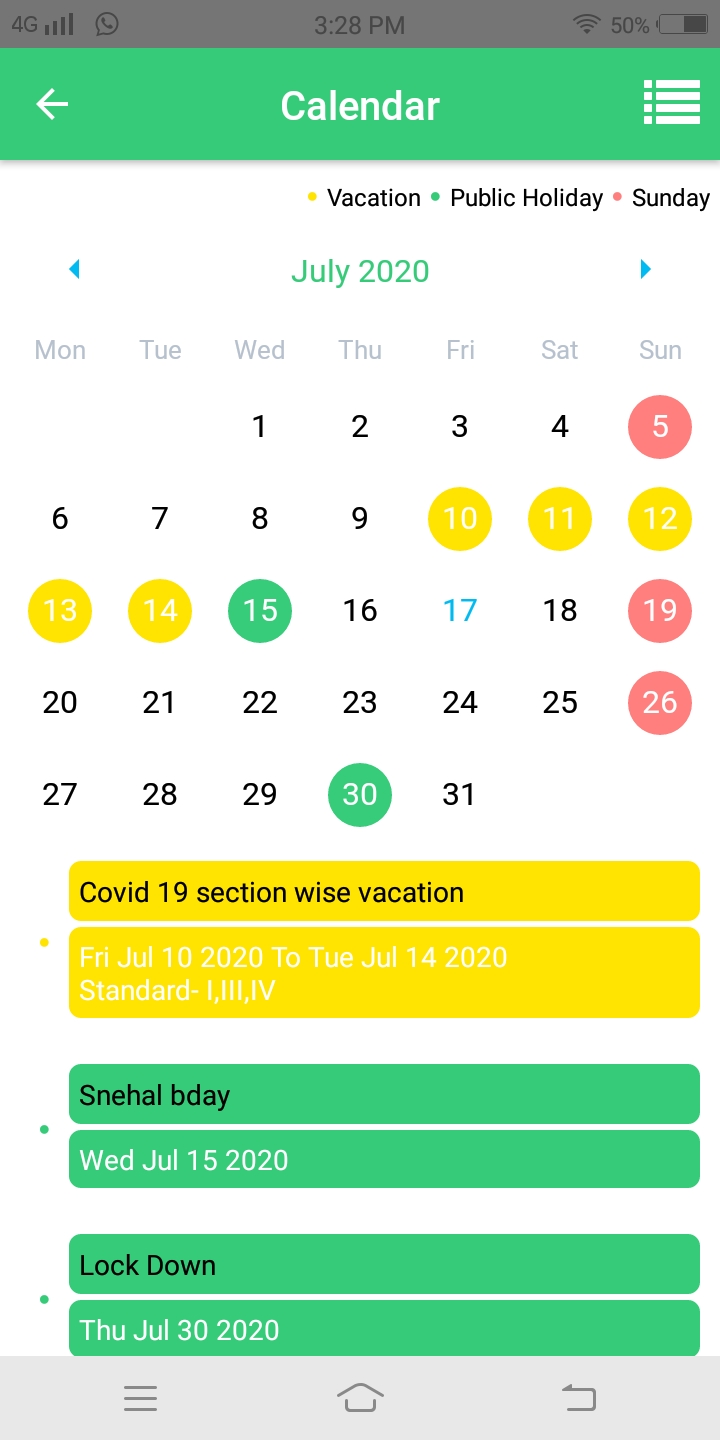 4G 3:28 PM 50%
Calendar
Vacation Public Holiday Sunday
July 2020
Mon Tue Wed Thu Fri Sat Sun
1 2 3 4 5
6 7 8 9 10 11 12
13 14 15 16 17 18 19
20 21 22 23 24 25 26
27 28 29 30 31
Covid 19 section wise vacation
Fri Jul 10 2020 To Tue Jul 14 2020
Standard- I,III,IV
Snehal bday
Wed Jul 15 2020
Lock Down
Thu Jul 30 2020